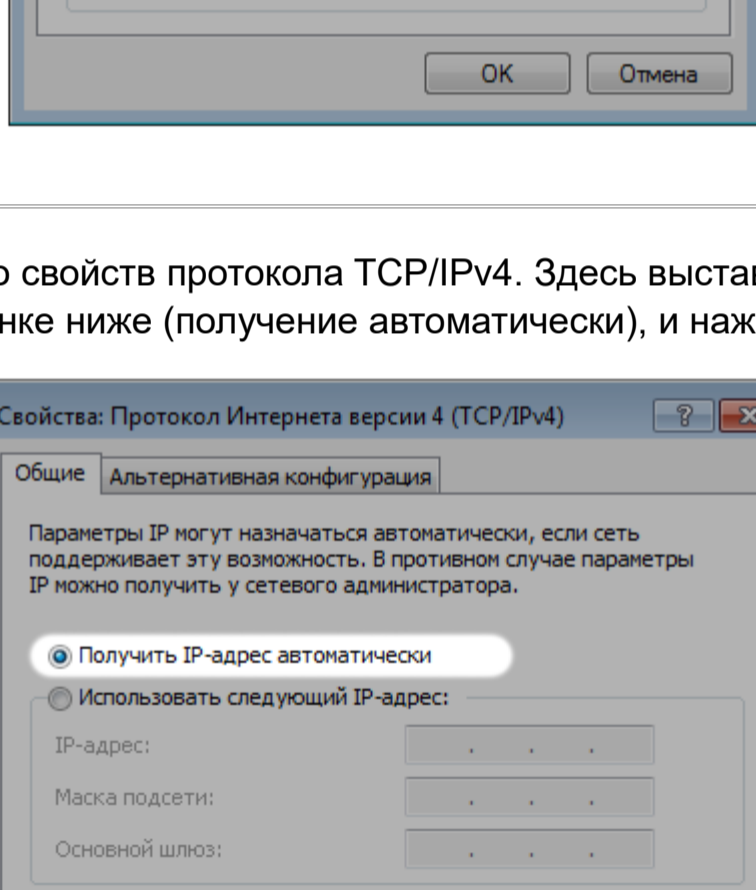 OK Отмена
о свойств протокола TCP/IPv4. Здесь выстав
нке ниже (получение автоматически), и наж
Свойства: Протокол Интернета версии 4 (TCP/IPv4) ?
Общие Альтернативная конфигурация
Параметры IP могут назначаться автоматически, если сеть
поддерживает эту возможность. В противном случае параметры
IP можно получить у сетевого администратора.
Получить IP-адрес автоматически
Использовать следующий IP-адрес:
IP-адрес: . . .
Маска подсети: . . .
Основной шлюз: . . .